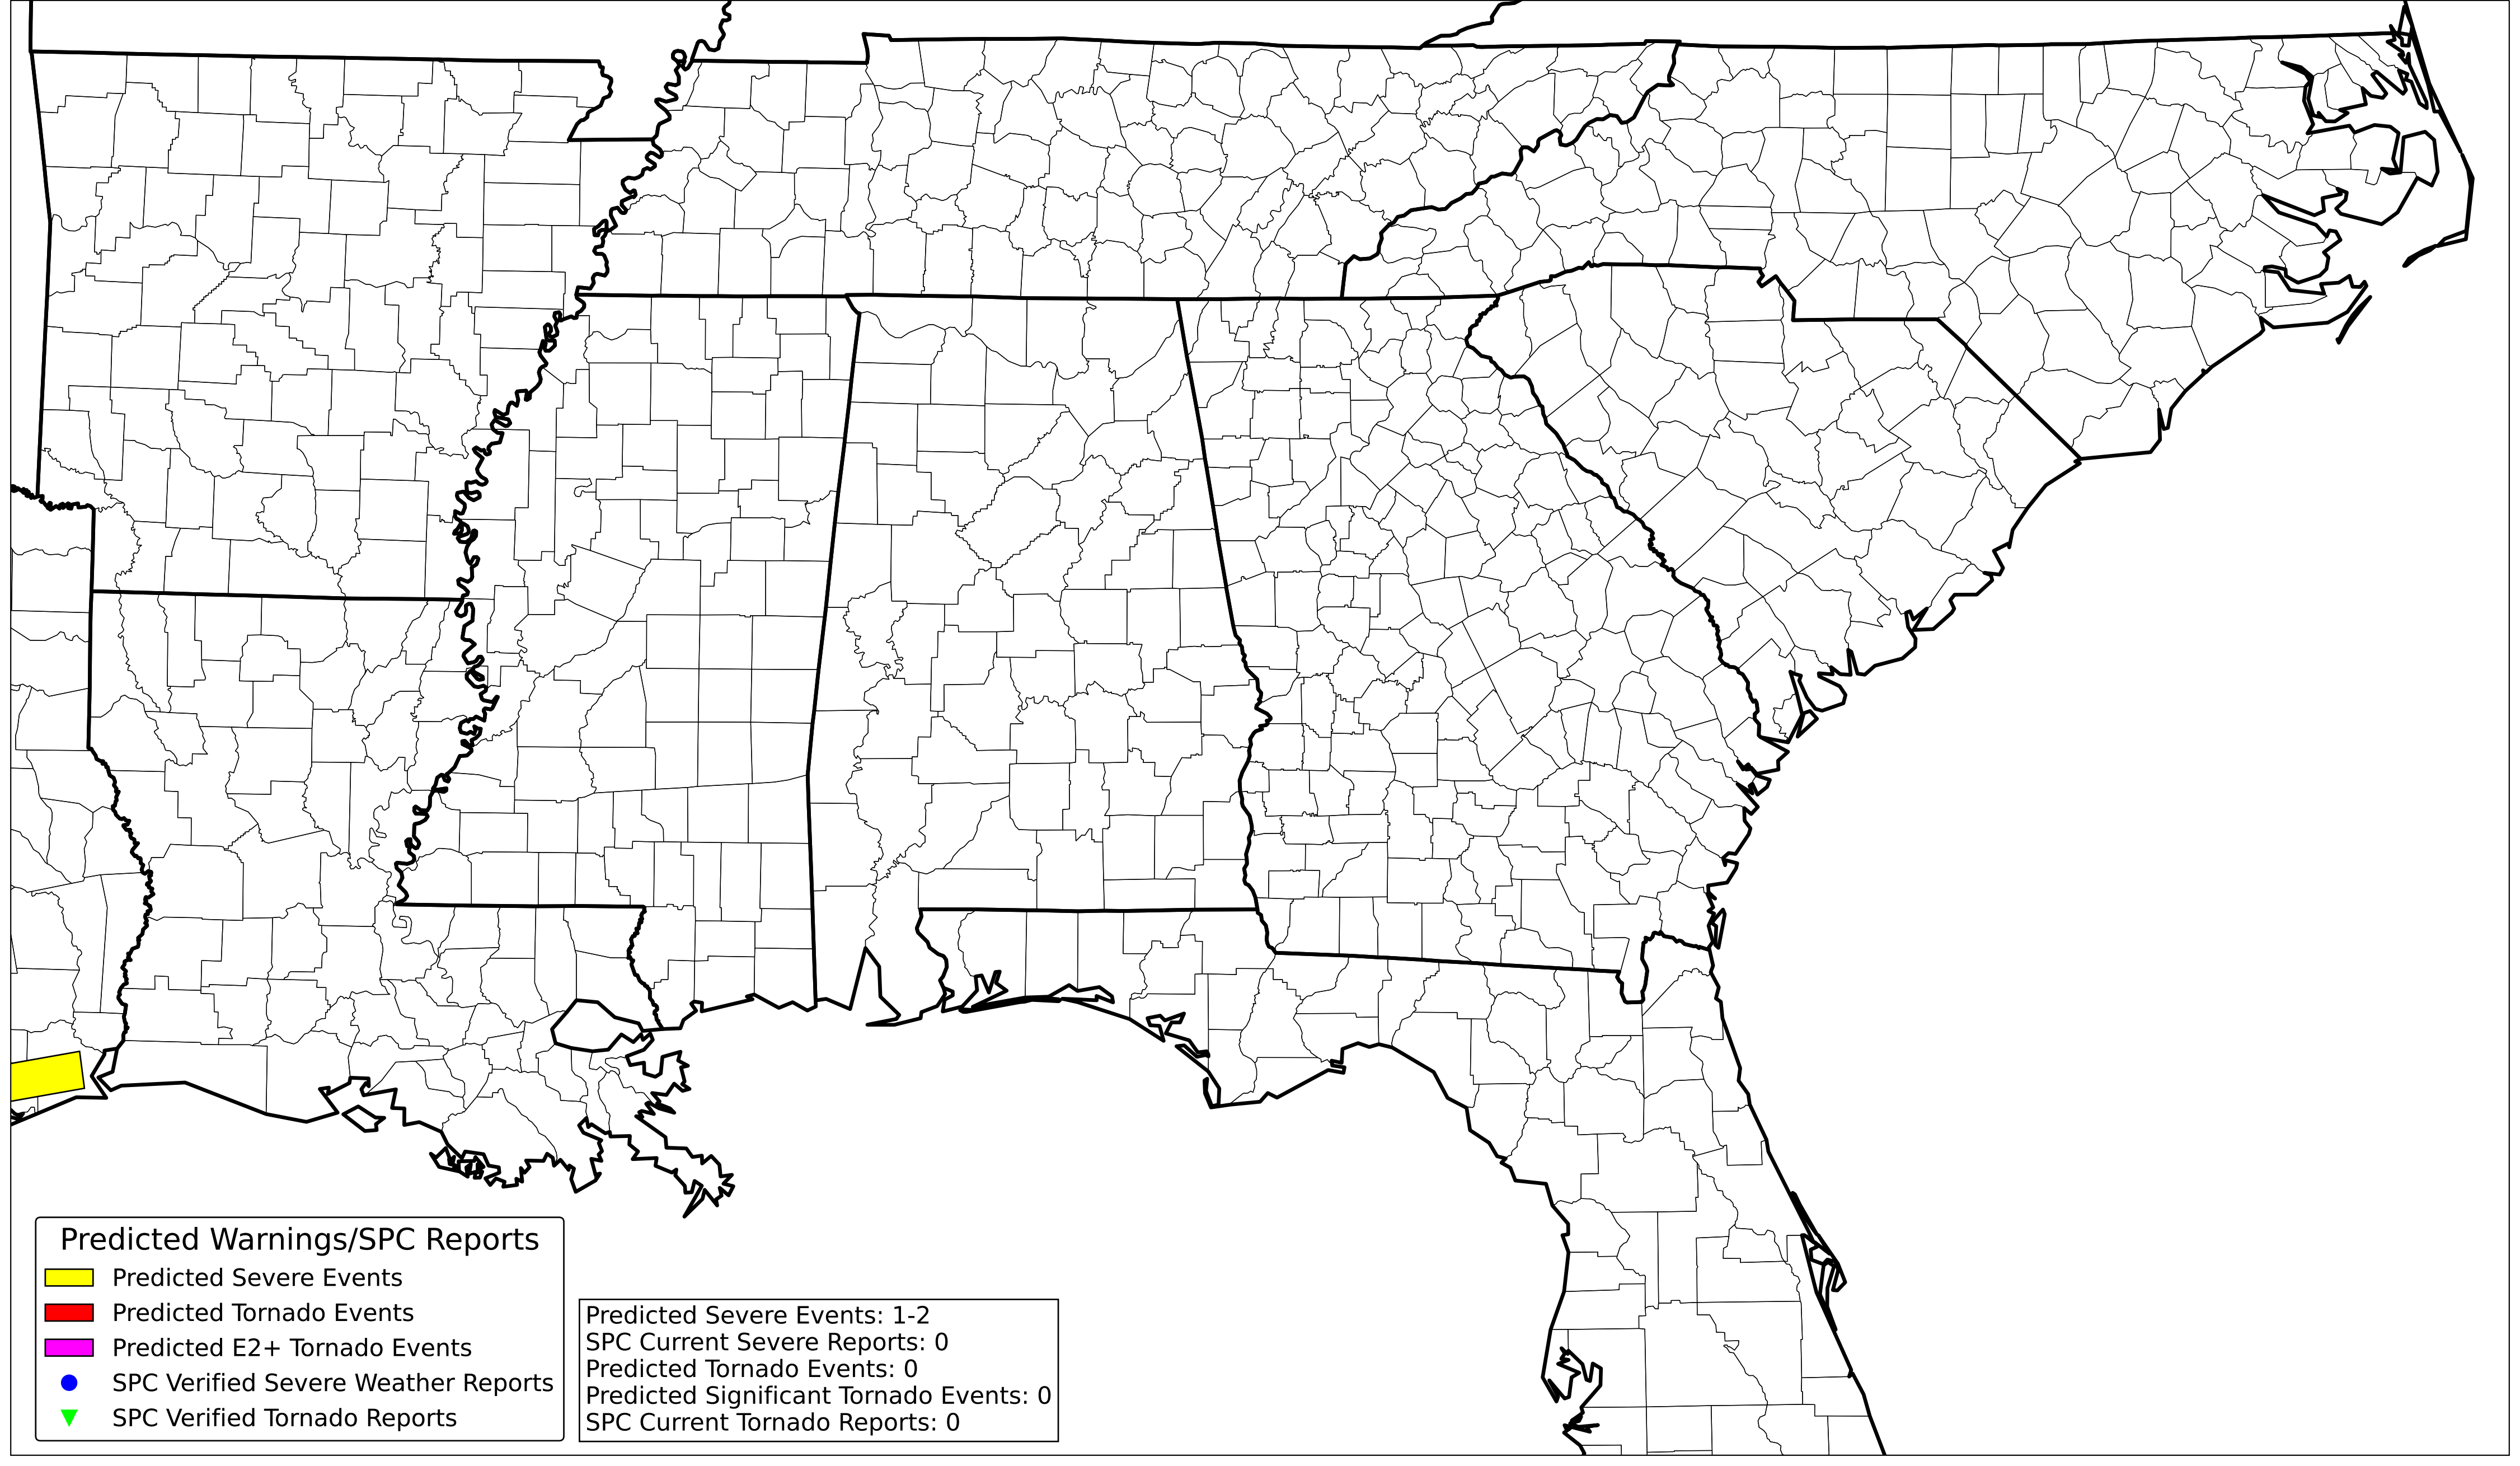 Predicted Warnings/SPC Reports
Predicted Severe Events
Predicted Tornado Events
Predicted E2+ Tornado Events
SPC Verified Severe Weather Reports
SPC Verified Tornado Reports
Predicted Severe Events: 1-2
SPC Current Severe Reports: 0
Predicted Tornado Events: 0
Predicted Significant Tornado Events: 0
SPC Current Tornado Reports: 0